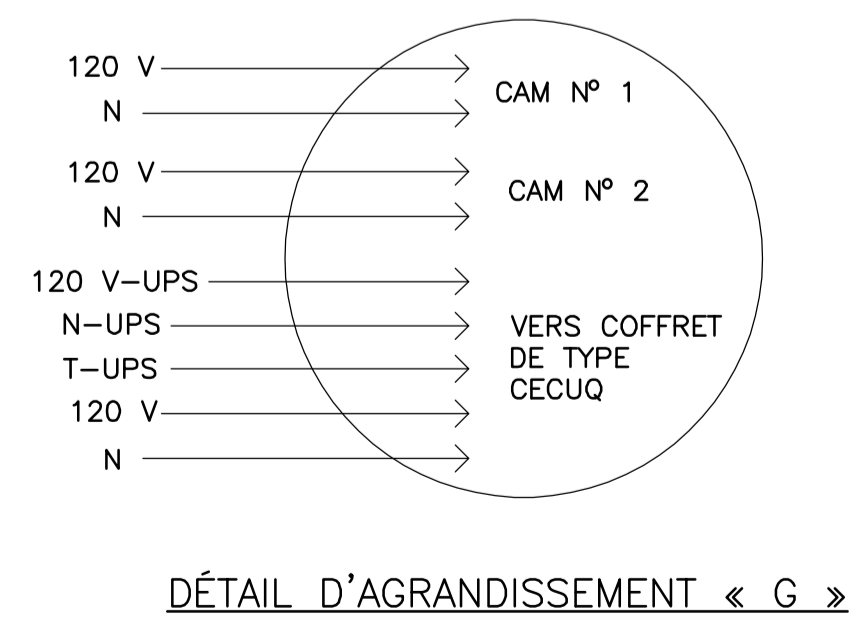 120 V
CAM Nº 1
N
120 V
CAM Nº 2
N
120 V-UPS
N-UPS
VERS COFFRET
DE TYPE
T-UPS
CECUQ
120 V
N
DÉTAIL D'AGRANDISSEMENT « G »